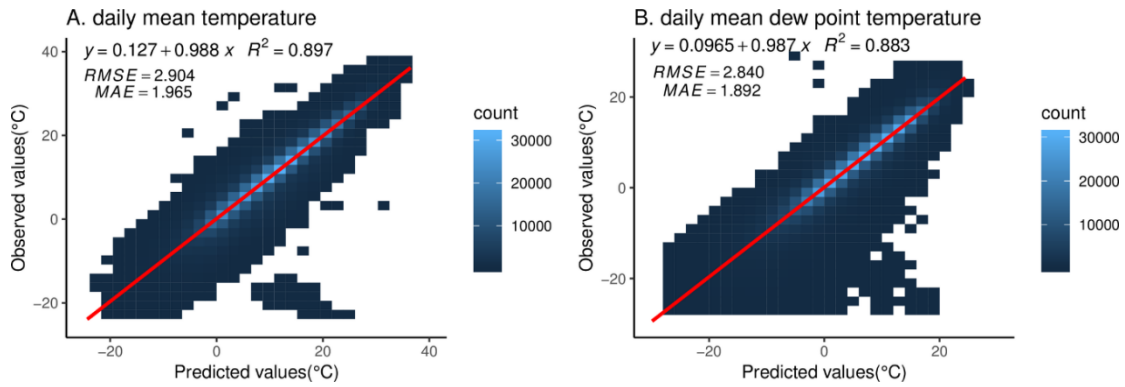 A. daily mean temperature
y = 0.127 + 0.988 x R² = 0.897
RMSE = 2.904
MAE = 1.965
Observed values(°C)
40
20
0
−20
−20 0 20 40
Predicted values(°C)
count
30000
20000
10000
B. daily mean dew point temperature
y = 0.0965 + 0.987 x R² = 0.883
RMSE = 2.840
MAE = 1.892
Observed values(°C)
20
0
−20
−20 0 20
Predicted values(°C)
count
30000
20000
10000